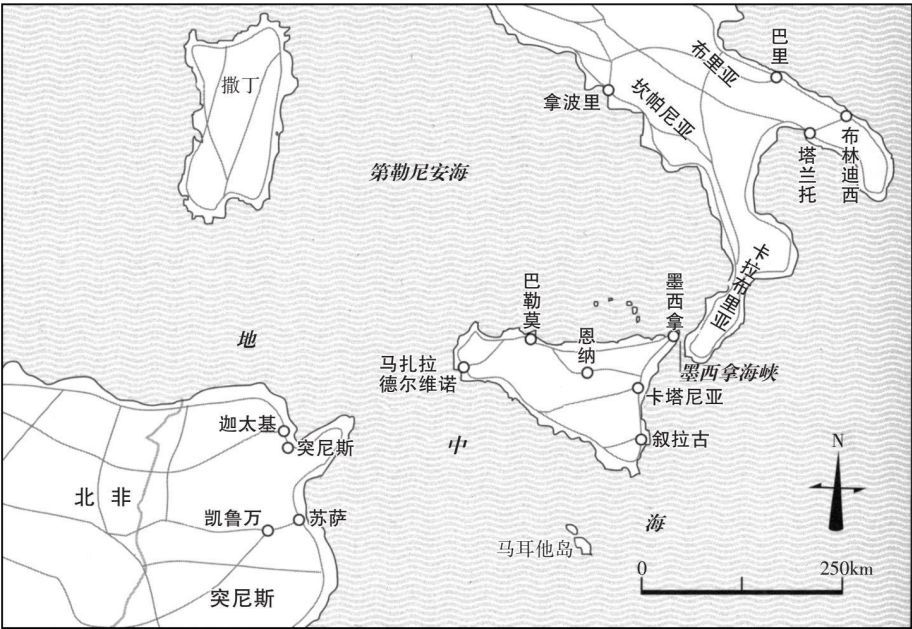 巴里
布里亚
撒丁
拿波里
坎帕尼亚
布林迪西
塔兰托
第勒尼安海
卡拉布里亚
巴勒莫
墨西拿
恩纳
地
马扎拉
德尔维诺
墨西拿海峡
卡塔尼亚
迦太基
突尼斯
中
叙拉古
N
北非
凯鲁万
苏萨
海
马耳他岛
0
250km
突尼斯